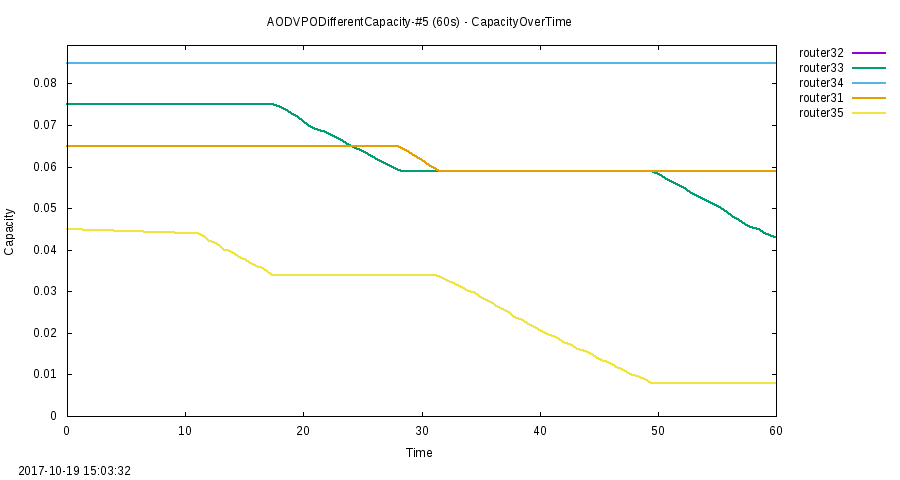 AODVPODifferentCapacity-#5 (60s) - CapacityOverTime
router32
router33
router34
router31
router35
0.08
0.07
0.06
0.05
0.04
0.03
0.02
0.01
0
Capacity
0 10 20 30 40 50 60
Time
2017-10-19 15:03:32